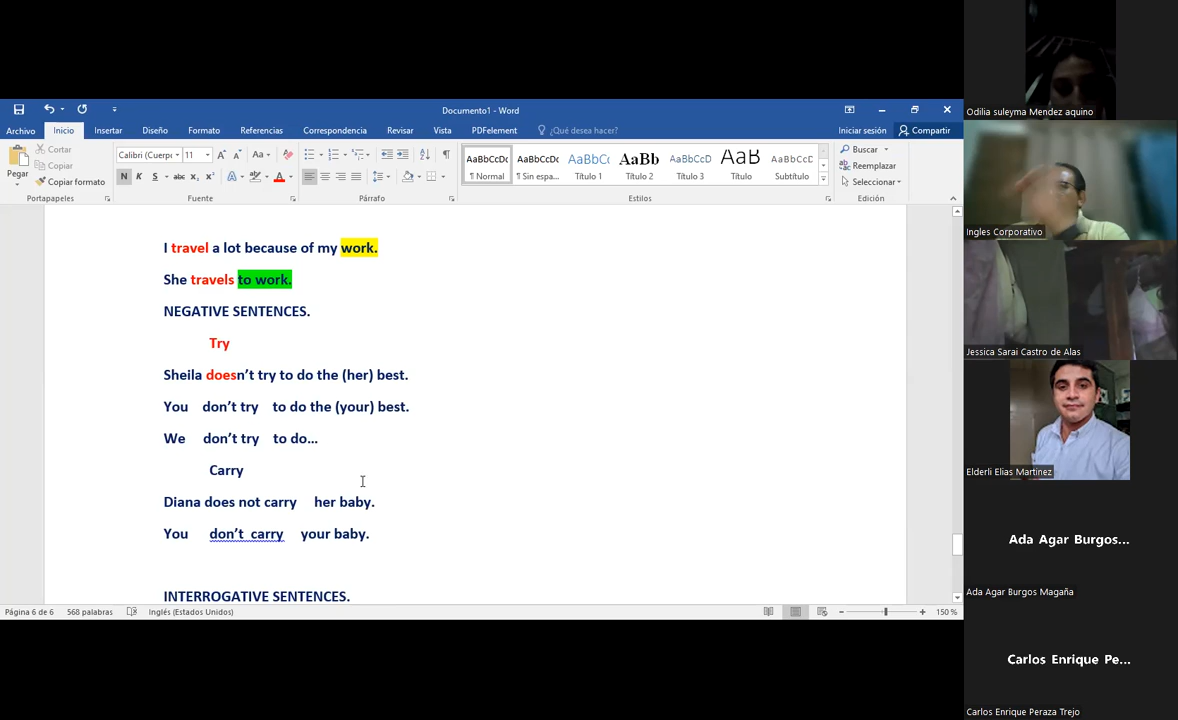 Documento1 - Word
Archivo Inicio Insertar Diseño Formato Referencias Correspondencia Revisar Vista PDFelement ¿Qué desea hacer? Iniciar sesión Compartir
Pegar
Cortar
Copiar
Copiar formato
Calibri (Cuerp 11
N K S abc x₂ x²
AaBbCcDc AaBbCcDc AaBbCc AaBb AaBbCcD AaB AaBbCcD
¶ Normal ¶ Sin espa... Título 1 Título 2 Título 3 Título Subtítulo
Buscar
Reemplazar
Seleccionar
Portapapeles Fuente Párrafo Estilos Edición
I travel a lot because of my work.
She travels to work.
NEGATIVE SENTENCES.
Try
Sheila doesn't try to do the (her) best.
You don't try to do the (your) best.
We don't try to do...
Carry
Diana does not carry her baby.
You don't carry your baby.
INTERROGATIVE SENTENCES.
Página 6 de 6 568 palabras Inglés (Estados Unidos) 150 %
Odilia suleyma Mendez aquino
Ingles Corporativo
Jessica Sarai Castro de Alas
Elderli Elias Martinez
Ada Agar Burgos...
Ada Agar Burgos Magaña
Carlos Enrique Pe...
Carlos Enrique Peraza Trejo